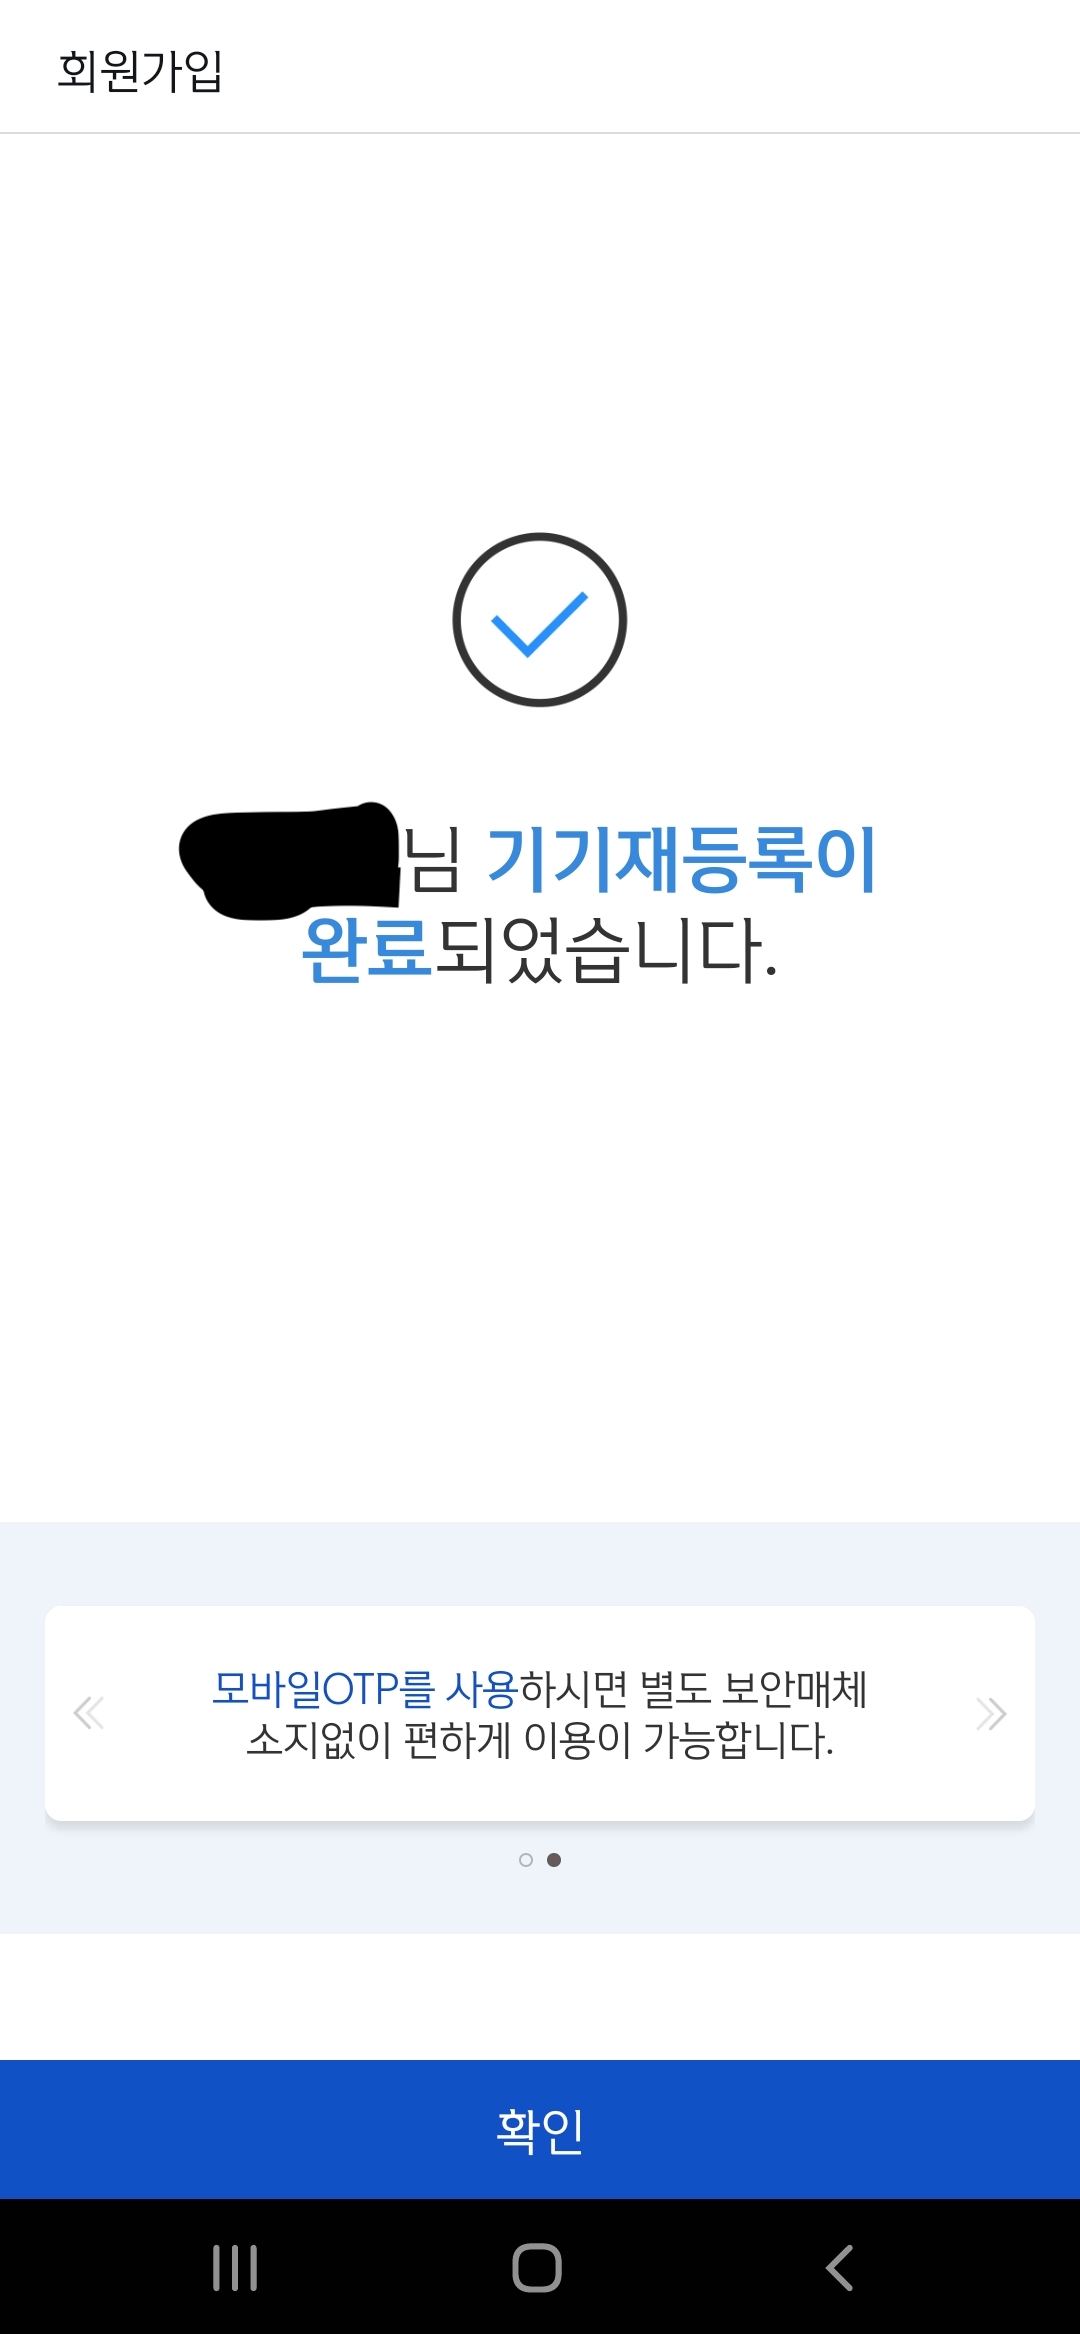 회원가입
님 기기재등록이
완료되었습니다.
모바일OTP를 사용하시면 별도 보안매체
소지없이 편하게 이용이 가능합니다.
확인